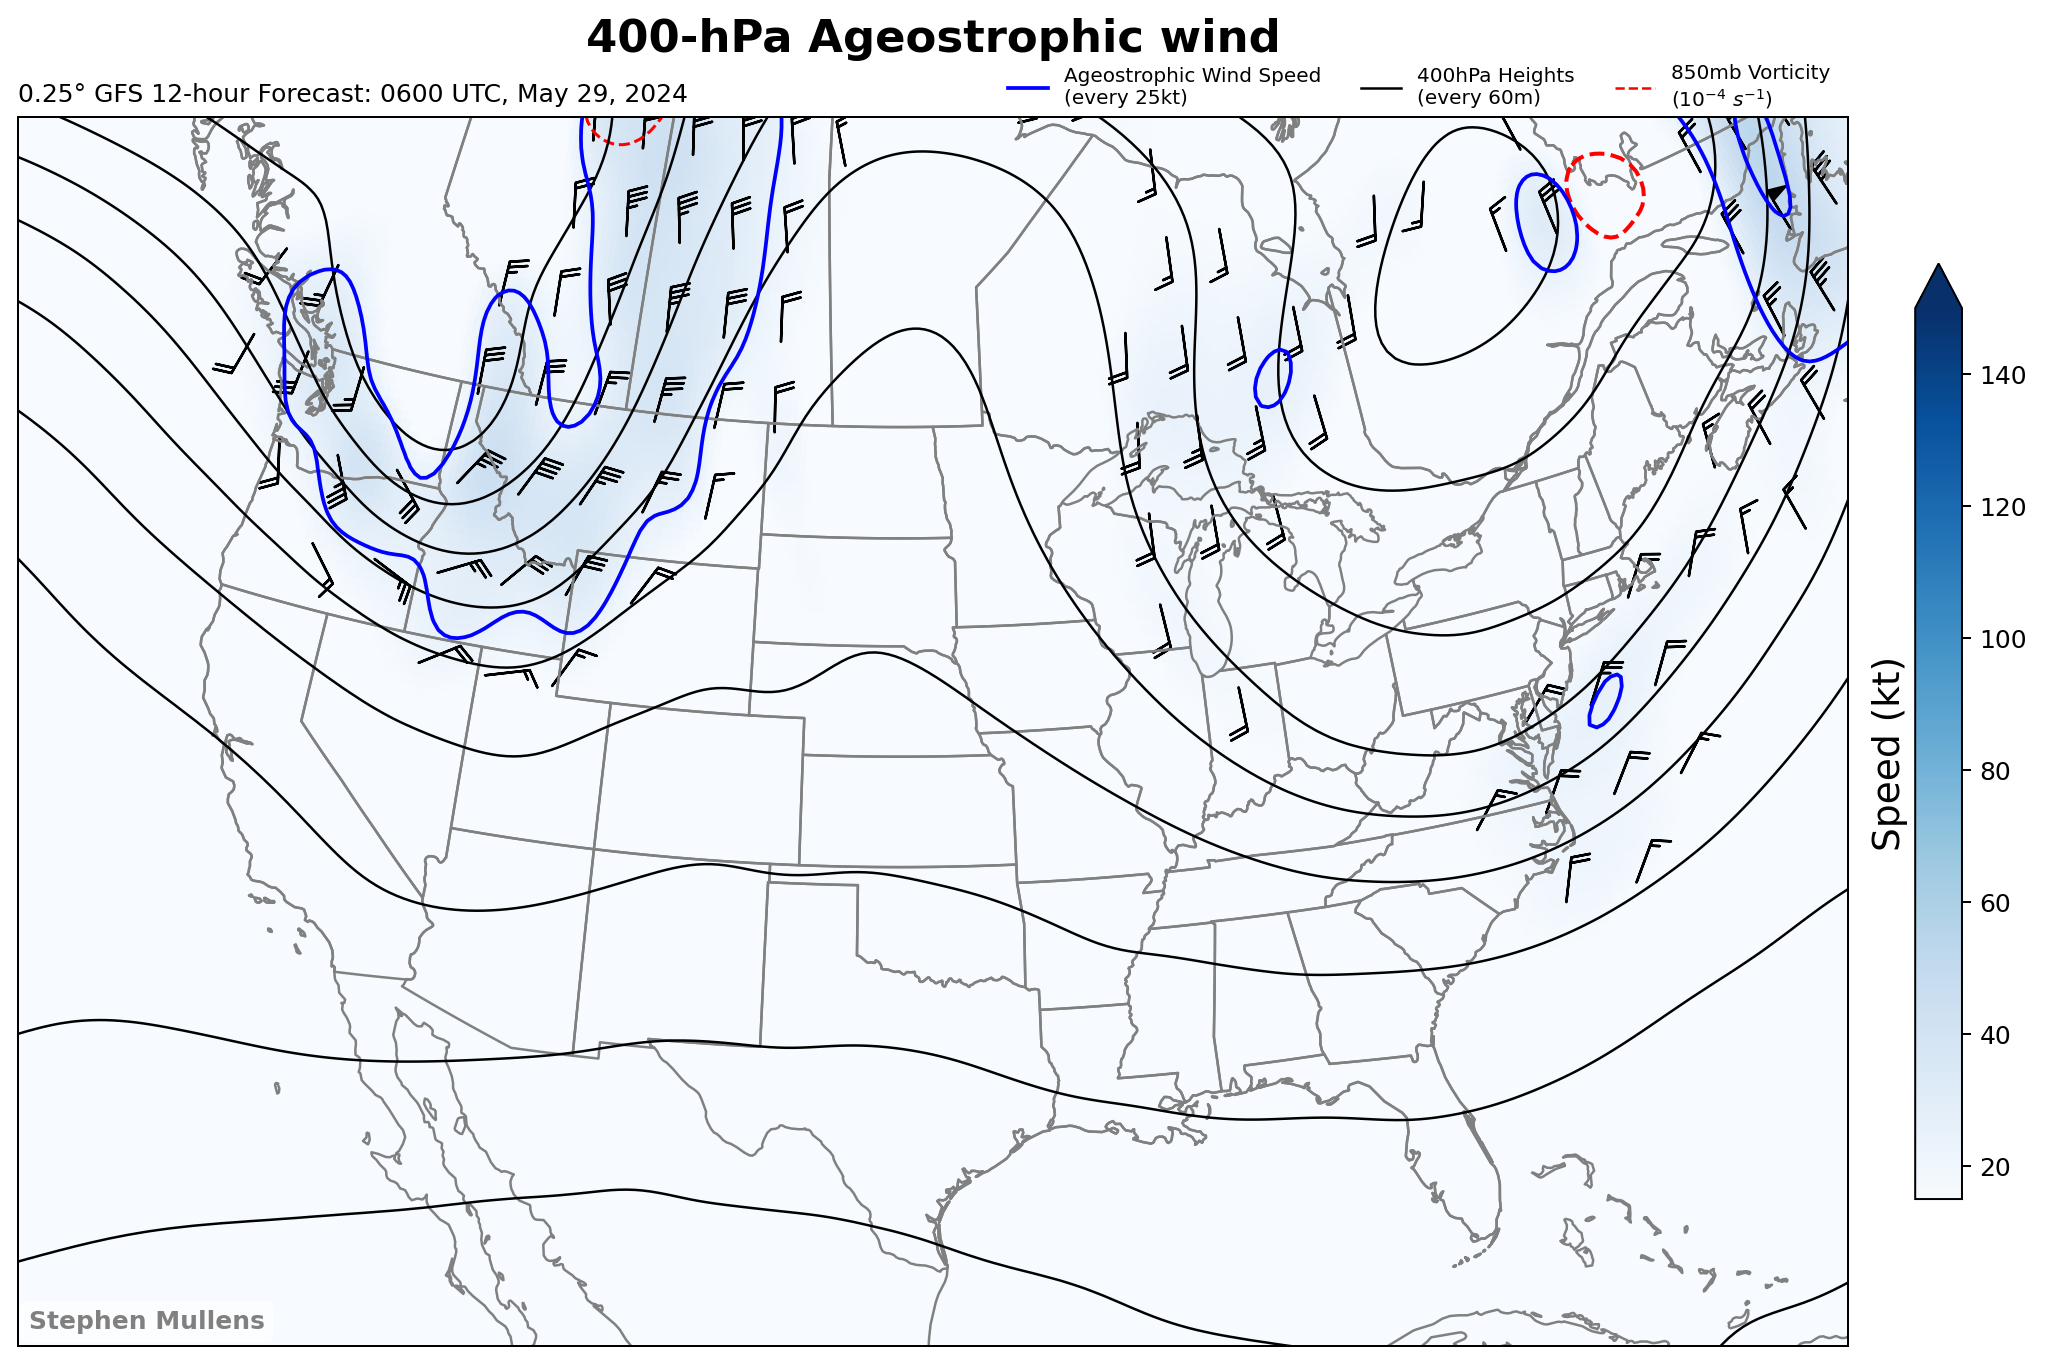 400-hPa Ageostrophic wind
0.25° GFS 12-hour Forecast: 0600 UTC, May 29, 2024
Ageostrophic Wind Speed
(every 25kt)
400hPa Heights
(every 60m)
850mb Vorticity
(10⁻⁴ s⁻¹)
140
120
100
80
60
40
20
Speed (kt)
Stephen Mullens